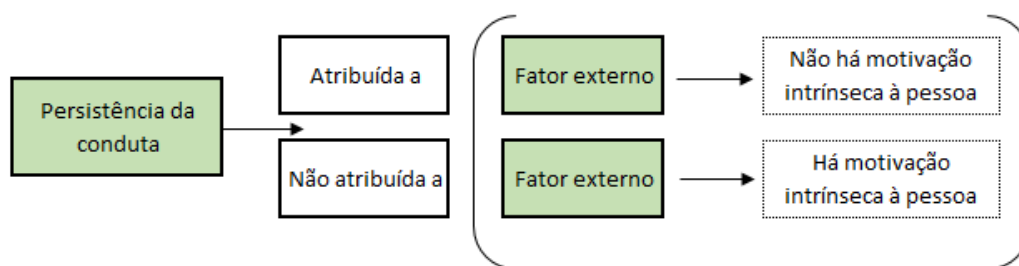 Persistência da
conduta
Atribuída a
Fator externo
Não há motivação
intrínseca à pessoa
Não atribuída a
Fator externo
Há motivação
intrínseca à pessoa